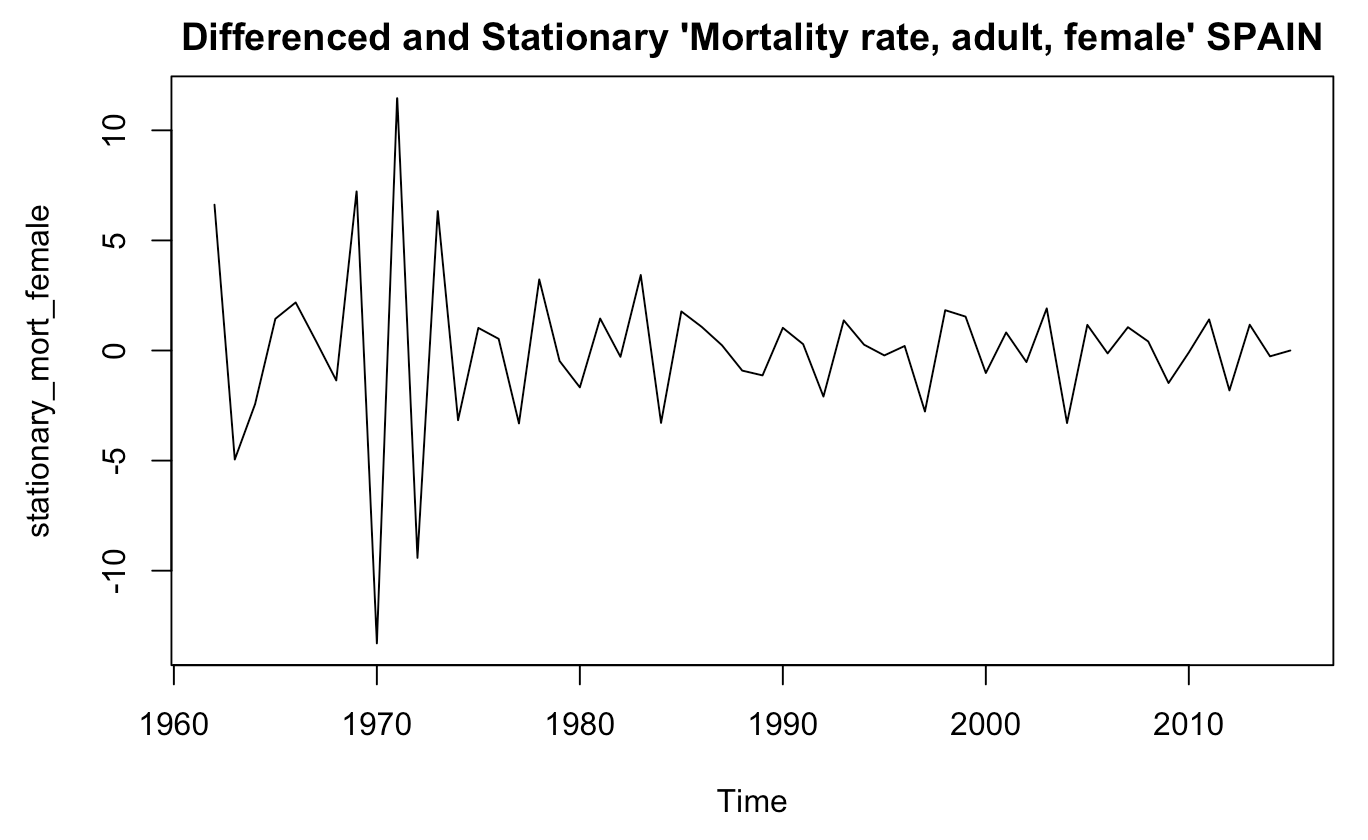 Differenced and Stationary 'Mortality rate, adult, female' SPAIN
stationary_mort_female
10
5
0
-5
-10
1960 1970 1980 1990 2000 2010
Time